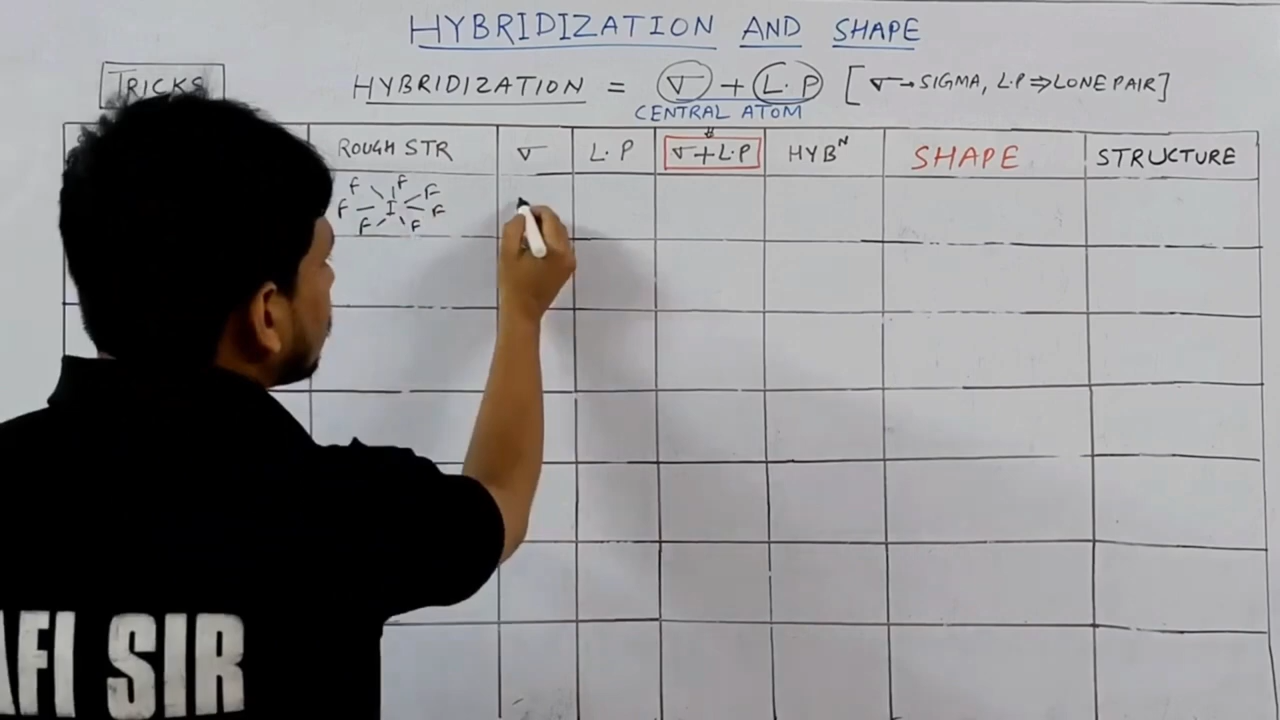 HYBRIDIZATION AND SHAPE
TRICKS
HYBRIDIZATION = σ + L.P [σ → SIGMA, L.P ⇒ LONE PAIR]
CENTRAL ATOM
ROUGH STR σ L.P σ+L.P HYBᴺ SHAPE STRUCTURE
F F F
F I F
F F
AFI SIR